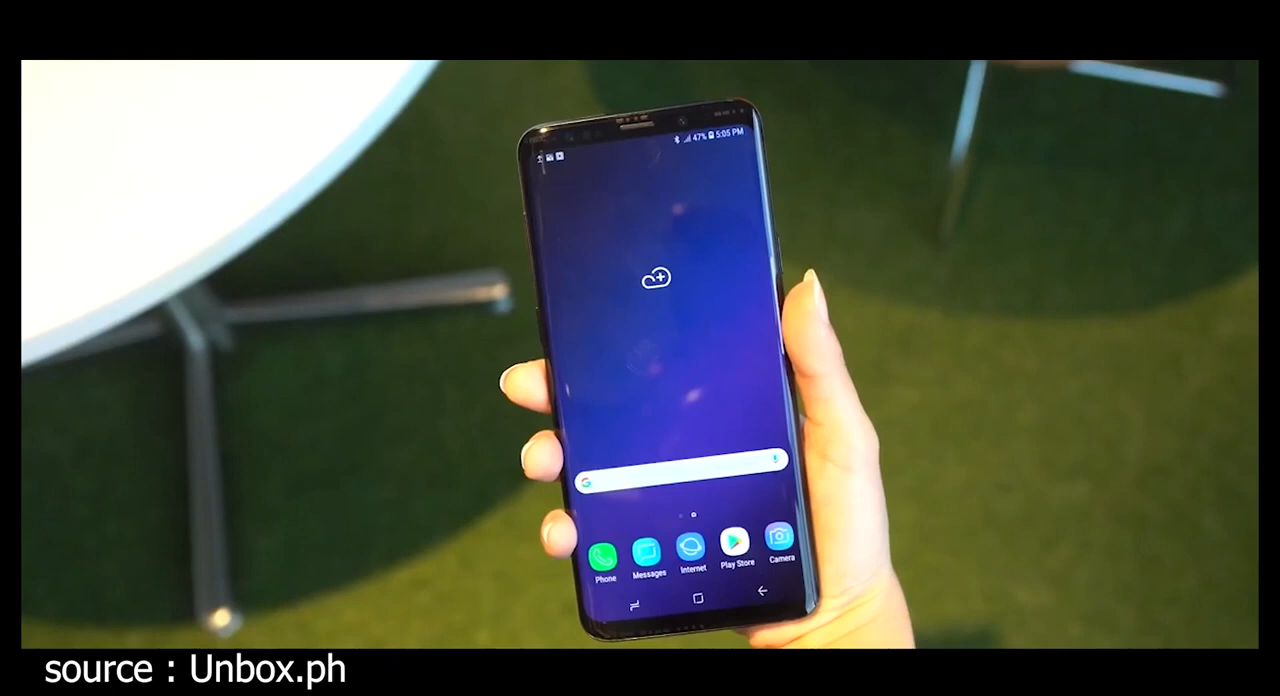 47% 5:05 PM
G
Phone Messages Internet Play Store Camera
source : Unbox.ph